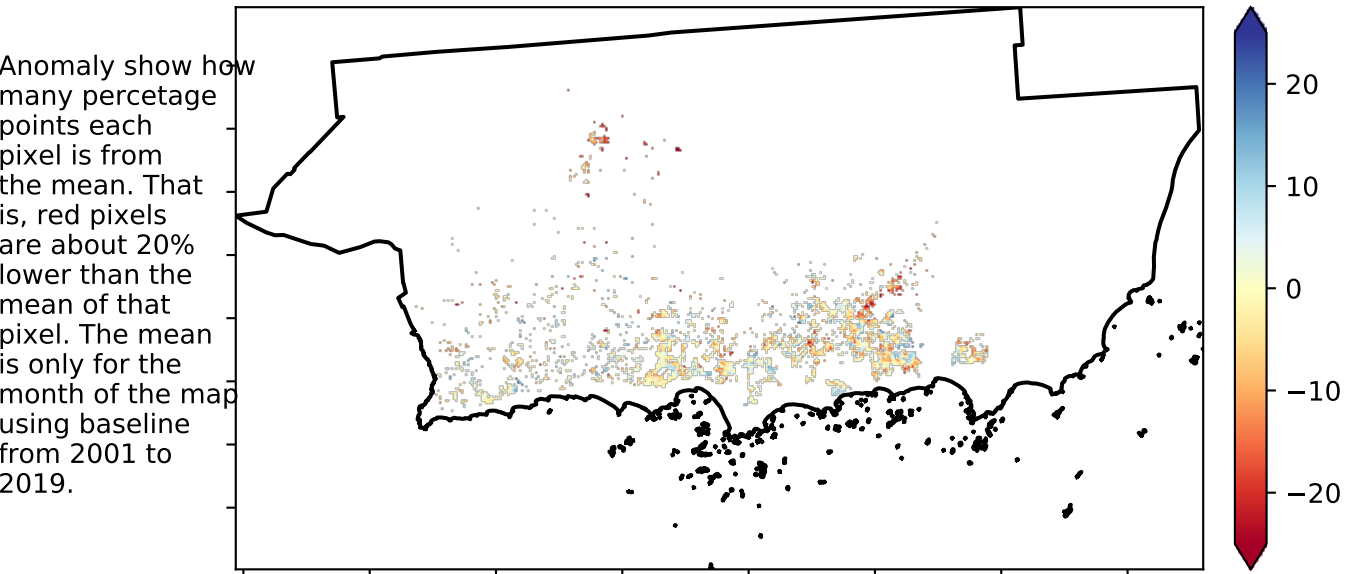 Anomaly show how
many percetage
points each
pixel is from
the mean. That
is, red pixels
are about 20%
lower than the
mean of that
pixel. The mean
is only for the
month of the map
using baseline
from 2001 to
2019.
20
10
0
−10
−20